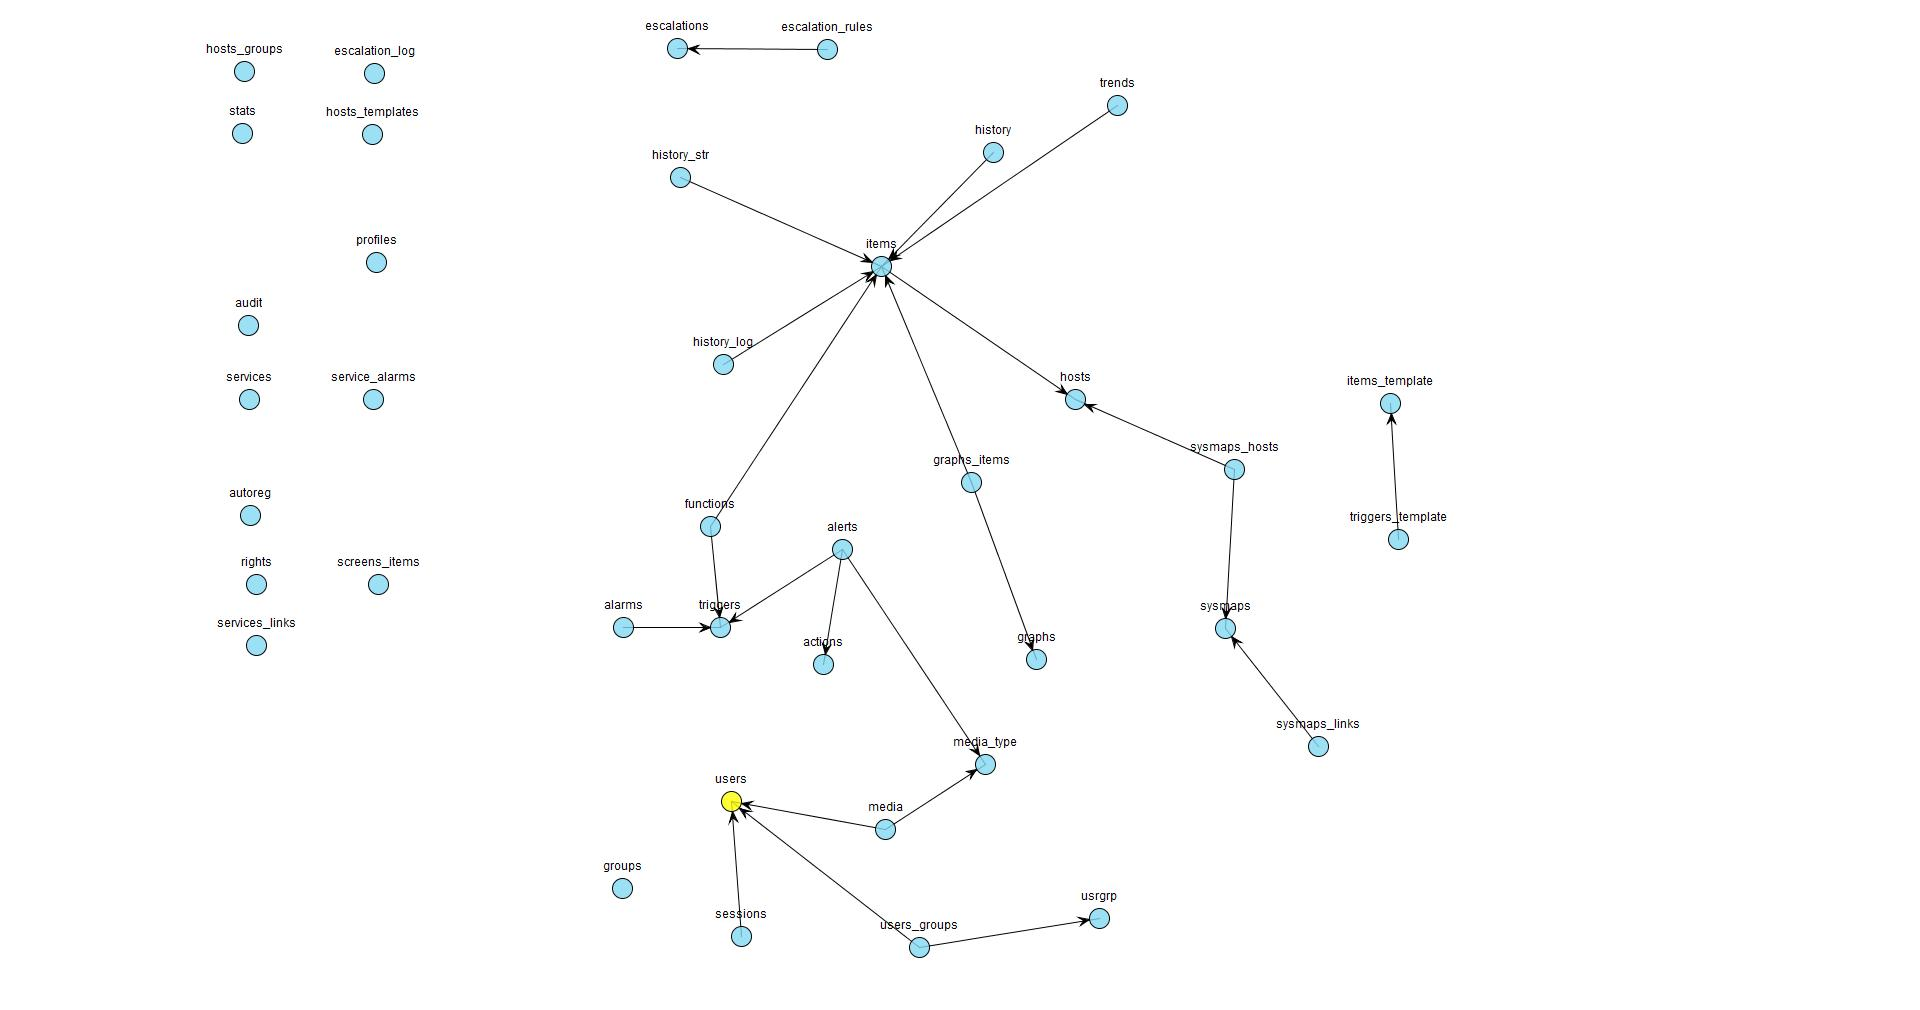 escalations
escalation_rules
hosts_groups
escalation_log
trends
stats
hosts_templates
history
history_str
profiles
items
audit
history_log
services
service_alarms
hosts
items_template
sysmaps_hosts
graphs_items
autoreg
functions
triggers_template
alerts
rights
screens_items
alarms
triggers
sysmaps
services_links
actions
graphs
sysmaps_links
media_type
users
media
groups
usrgrp
sessions
users_groups